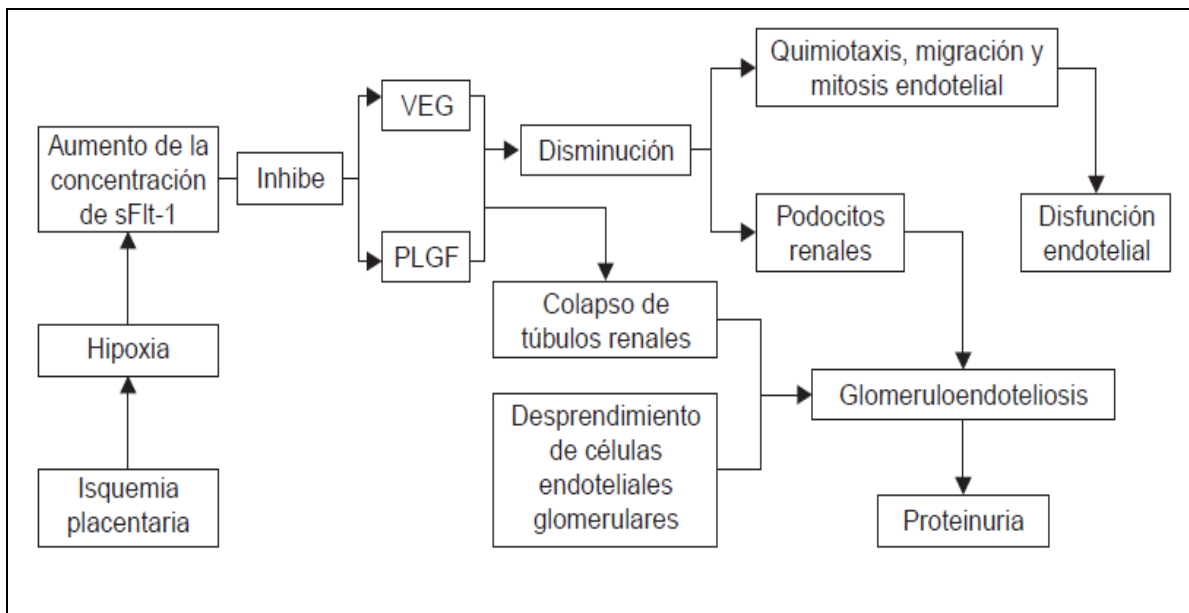 Aumento de la
concentración
de sFlt-1
Hipoxia
Isquemia
placentaria
Inhibe
VEG
PLGF
Disminución
Colapso de
túbulos renales
Desprendimiento
de células
endoteliales
glomerulares
Quimiotaxis, migración y
mitosis endotelial
Podocitos
renales
Disfunción
endotelial
Glomeruloendoteliosis
Proteinuria